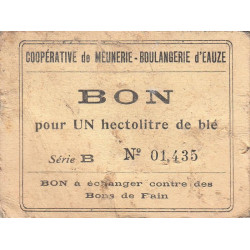 COOPÉRATIVE de MEUNERIE - BOULANGERIE d'EAUZE
BON
pour UN hectolitre de blé
Série B Nº 01,435
BON à échanger contre des
Bons de Pain